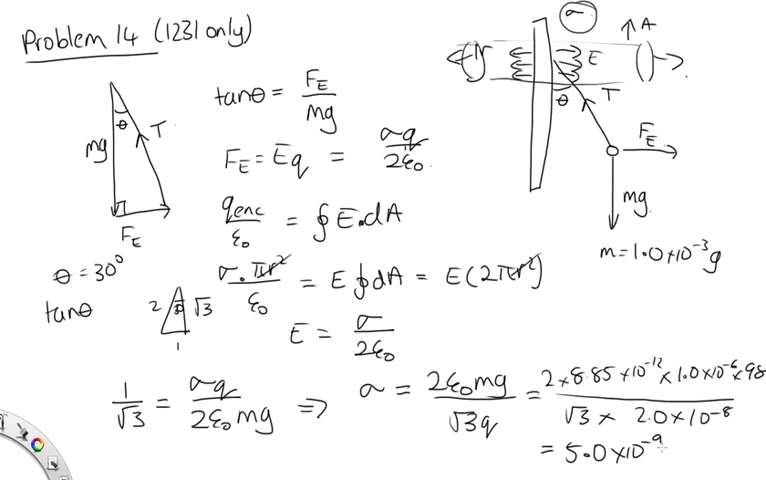 Problem 14 (1231 only)
σ
A
E
θ
T
F_E
mg
m = 1.0×10⁻³g
θ
mg
T
F_E
tanθ = F_E / mg
F_E = Eq = σq / 2ε₀
q_enc / ε₀ = ∮ E.dA
θ = 30°
σ.πr² / ε₀ = E ∮ dA = E(2πr²)
tanθ
2 √3
1
E = σ / 2ε₀
1/√3 = σq / 2ε₀mg ⇒ σ = 2ε₀mg / √3q = 2×8.85×10⁻¹²×1.0×10⁻⁶×9.8 / √3 × 2.0×10⁻⁸
= 5.0×10⁻⁹